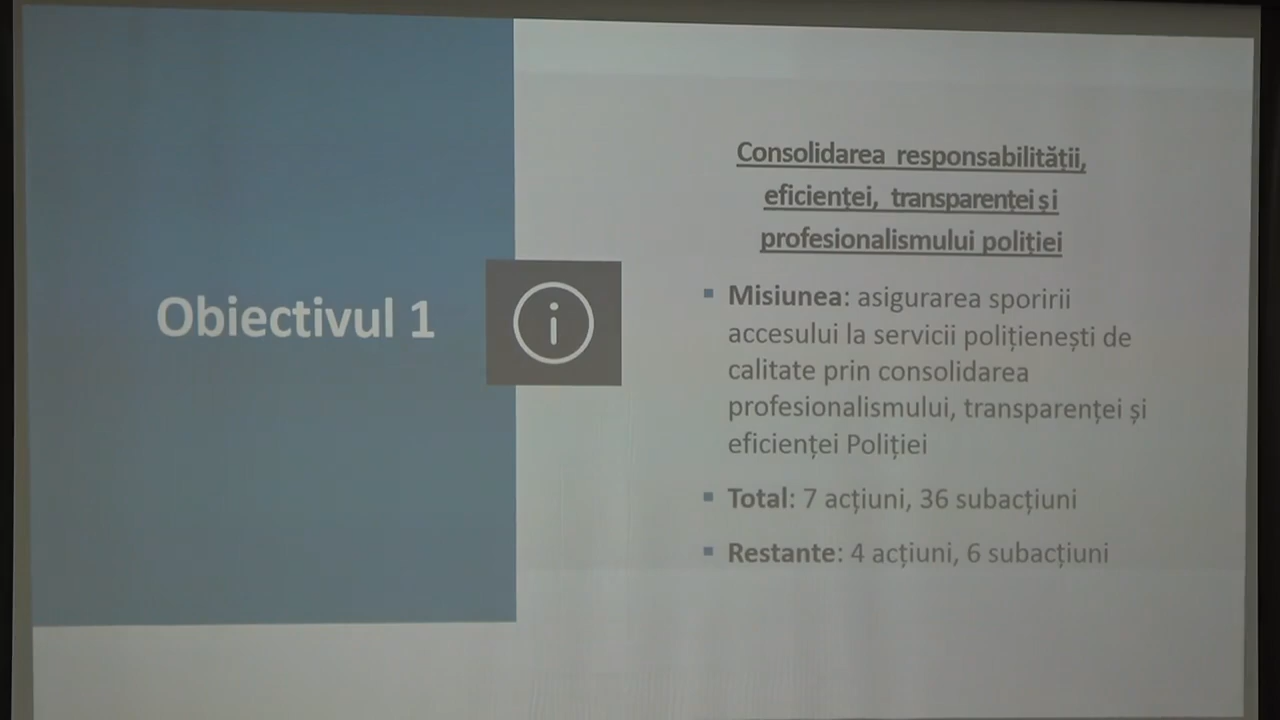 Obiectivul 1
Consolidarea responsabilității,
eficienței, transparenței și
profesionalismului poliției
Misiunea: asigurarea sporirii
accesului la servicii polițienești de
calitate prin consolidarea
profesionalismului, transparenței și
eficienței Poliției
Total: 7 acțiuni, 36 subacțiuni
Restante: 4 acțiuni, 6 subacțiuni